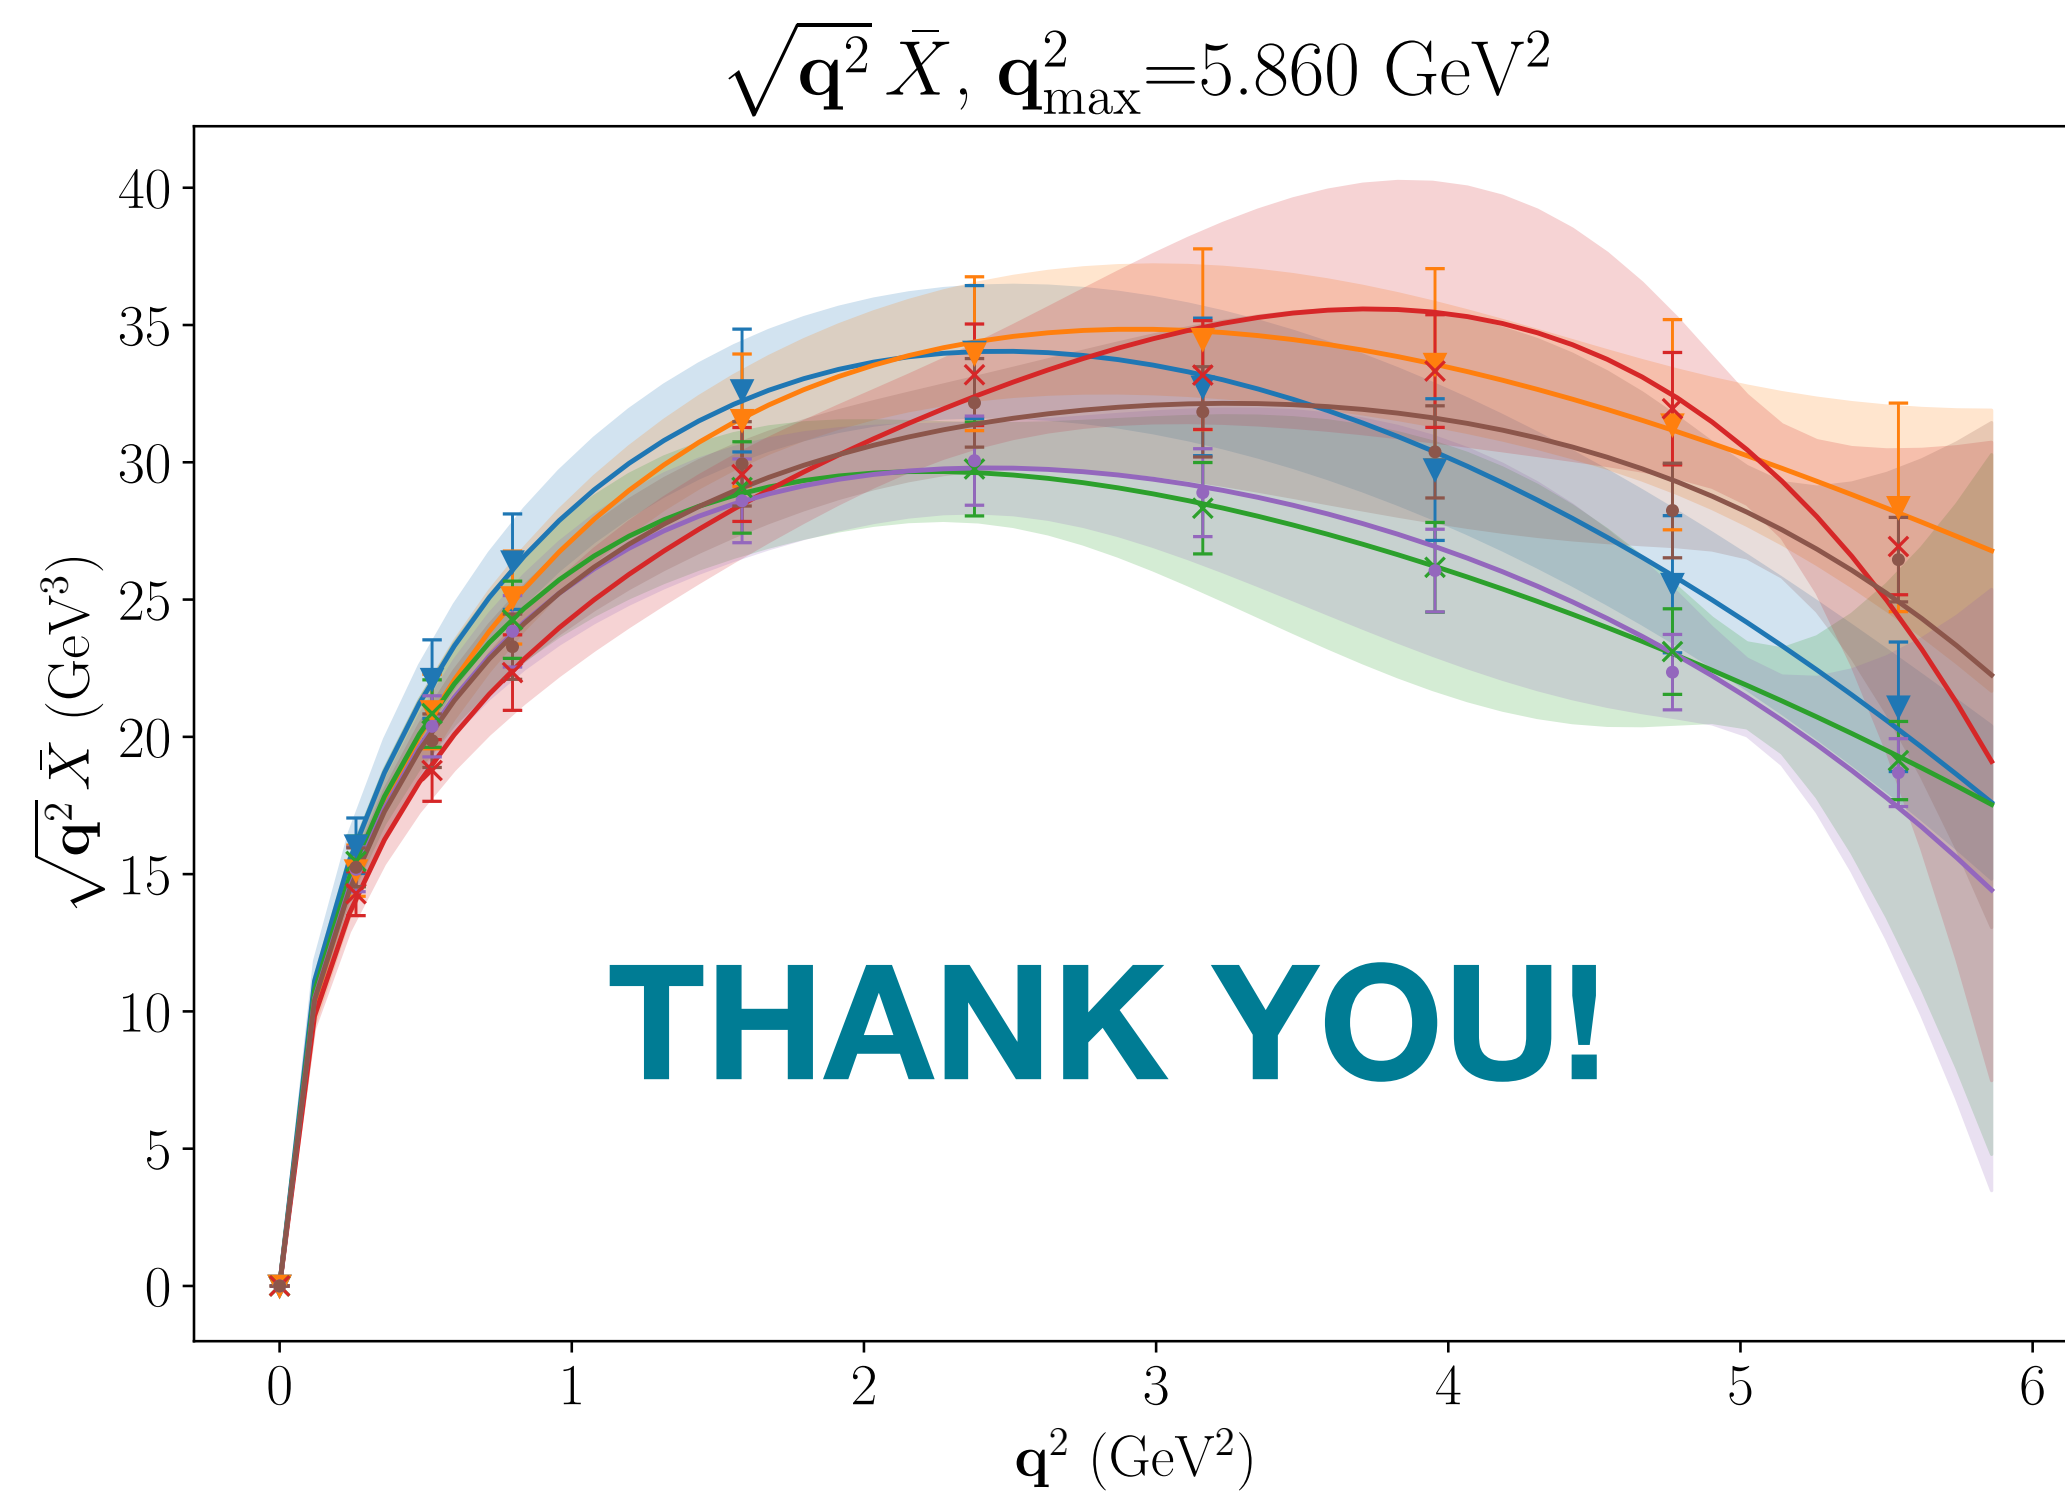 √𝐪² X̄, 𝐪²max=5.860 GeV²
√𝐪² X̄ (GeV³)
40
35
30
25
20
15
10
5
0
THANK YOU!
0 1 2 3 4 5 6
𝐪² (GeV²)